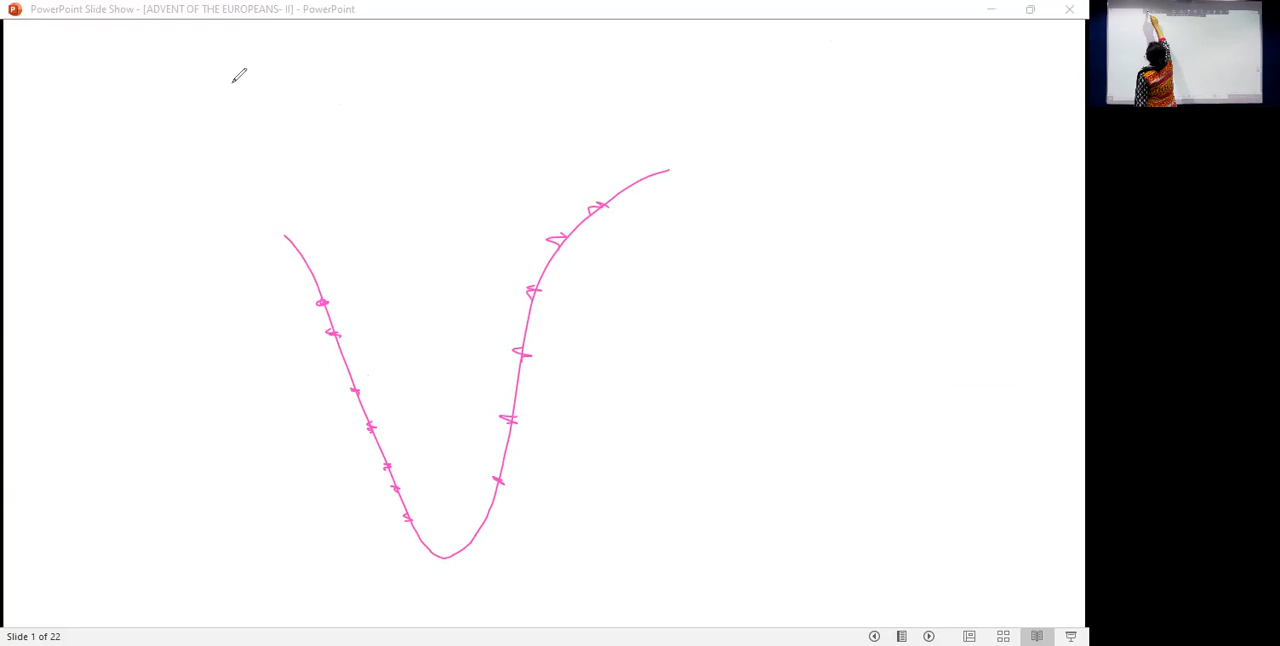 PowerPoint Slide Show - [ADVENT OF THE EUROPEANS- II] - PowerPoint
Slide 1 of 22